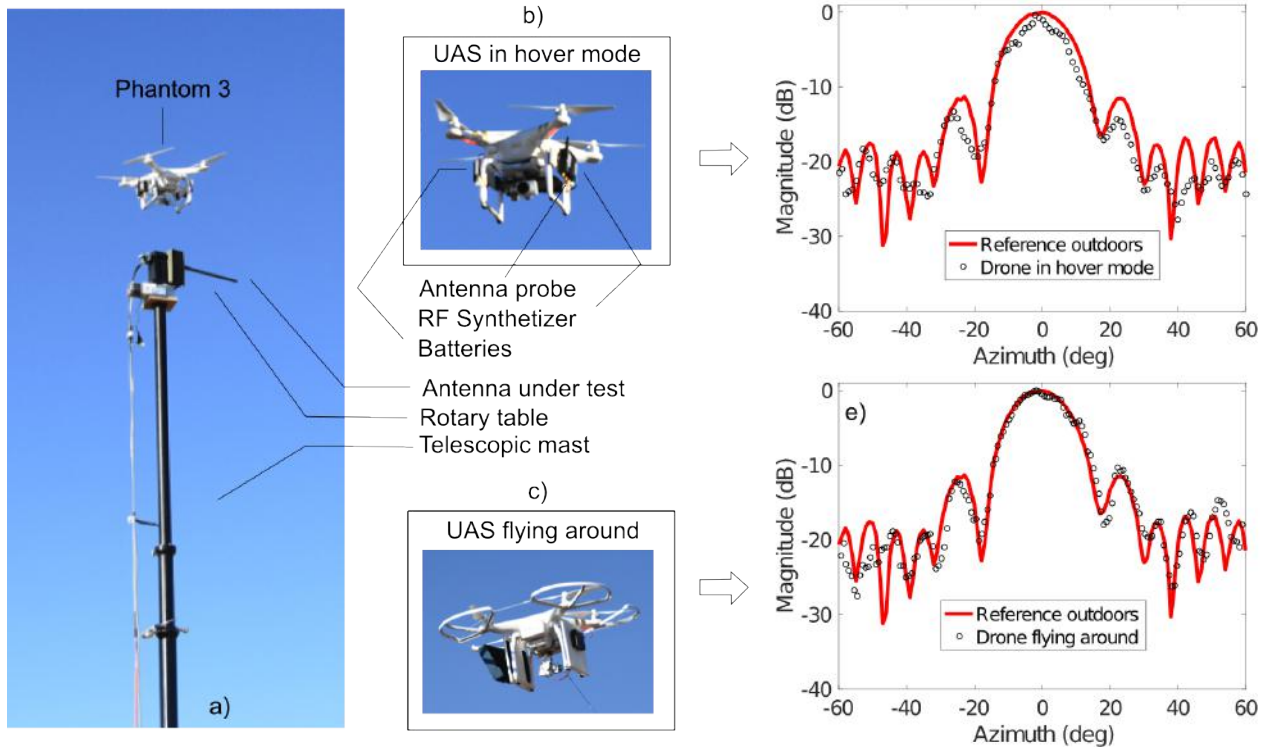 Phantom 3
a)
b)
UAS in hover mode
Antenna probe
RF Synthetizer
Batteries
Antenna under test
Rotary table
Telescopic mast
c)
UAS flying around
0
-10
-20
-30
-40
Magnitude (dB)
Reference outdoors
Drone in hover mode
-60 -40 -20 0 20 40 60
Azimuth (deg)
e)
0
-10
-20
-30
-40
Magnitude (dB)
Reference outdoors
Drone flying around
-60 -40 -20 0 20 40 60
Azimuth (deg)